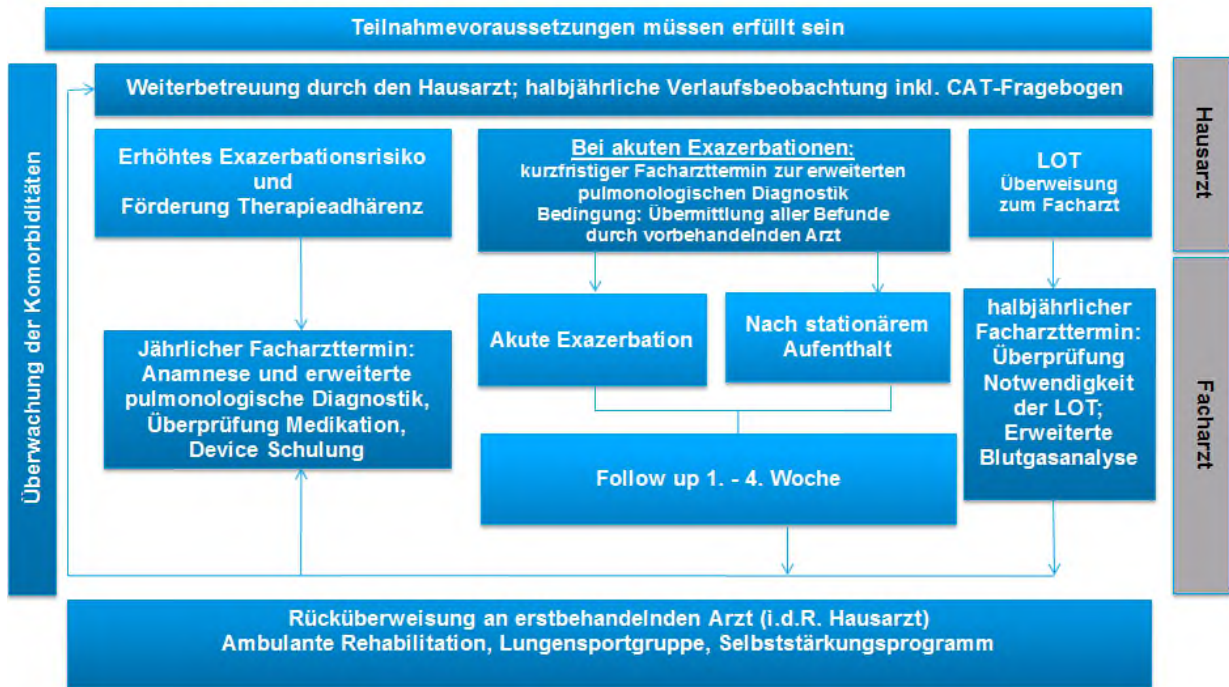 Teilnahmevoraussetzungen müssen erfüllt sein
Überwachung der Komorbiditäten
Weiterbetreuung durch den Hausarzt; halbjährliche Verlaufsbeobachtung inkl. CAT-Fragebogen
Hausarzt
Erhöhtes Exazerbationsrisiko
und
Förderung Therapieadhärenz
Bei akuten Exazerbationen:
kurzfristiger Facharzttermin zur erweiterten
pulmonologischen Diagnostik
Bedingung: Übermittlung aller Befunde
durch vorbehandelnden Arzt
LOT
Überweisung
zum Facharzt
Facharzt
Jährlicher Facharzttermin:
Anamnese und erweiterte
pulmonologische Diagnostik,
Überprüfung Medikation,
Device Schulung
Akute Exazerbation
Nach stationärem
Aufenthalt
halbjährlicher
Facharzttermin:
Überprüfung
Notwendigkeit
der LOT;
Erweiterte
Blutgasanalyse
Follow up 1. - 4. Woche
Rücküberweisung an erstbehandelnden Arzt (i.d.R. Hausarzt)
Ambulante Rehabilitation, Lungensportgruppe, Selbststärkungsprogramm